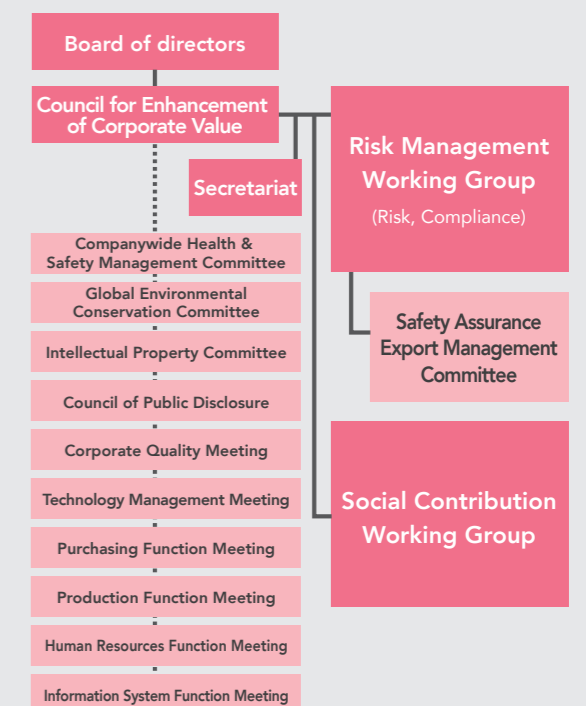 Board of directors
Council for Enhancement
of Corporate Value
Secretariat
Risk Management
Working Group
(Risk, Compliance)
Safety Assurance
Export Management
Committee
Social Contribution
Working Group
Companywide Health &
Safety Management Committee
Global Environmental
Conservation Committee
Intellectual Property Committee
Council of Public Disclosure
Corporate Quality Meeting
Technology Management Meeting
Purchasing Function Meeting
Production Function Meeting
Human Resources Function Meeting
Information System Function Meeting